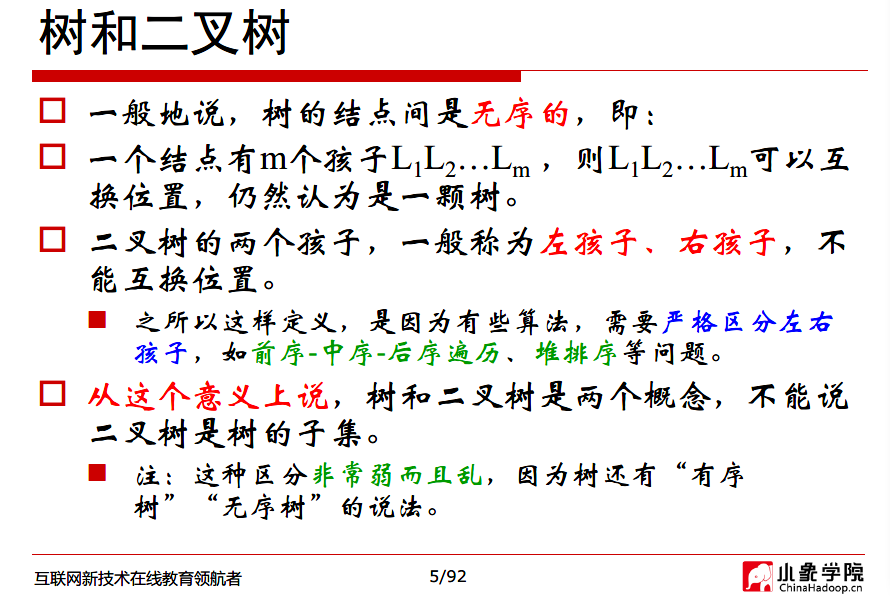 树和二叉树
一般地说，树的结点间是无序的，即：
一个结点有m个孩子L1L2…Lm ，则L1L2…Lm可以互
换位置，仍然认为是一颗树。
二叉树的两个孩子，一般称为左孩子、右孩子，不
能互换位置。
之所以这样定义，是因为有些算法，需要严格区分左右
孩子，如前序-中序-后序遍历、堆排序等问题。
从这个意义上说，树和二叉树是两个概念，不能说
二叉树是树的子集。
注：这种区分非常弱而且乱，因为树还有“有序
树”“无序树”的说法。
互联网新技术在线教育领航者
5/92
小象学院
ChinaHadoop.cn